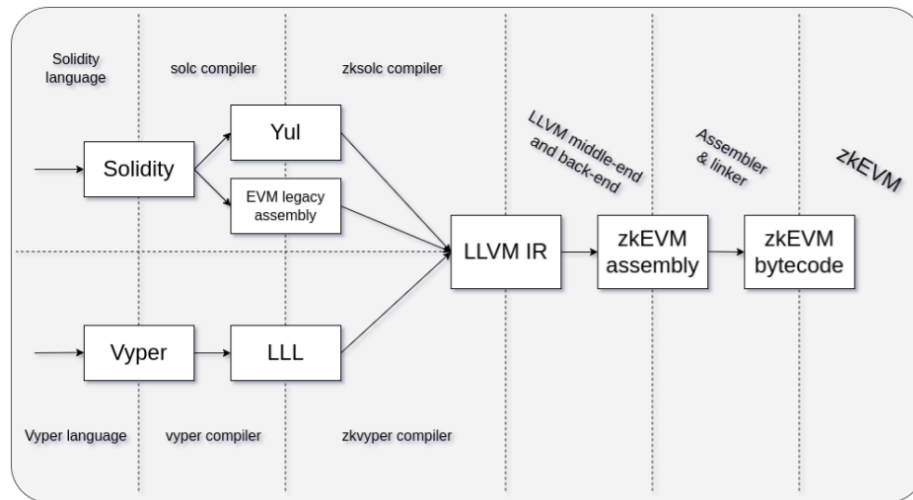 Solidity
language
solc compiler
zksolc compiler
LLVM middle-end
and back-end
Assembler
& linker
zkEVM
Solidity
Yul
EVM legacy
assembly
LLVM IR
zkEVM
assembly
zkEVM
bytecode
Vyper
LLL
Vyper language
vyper compiler
zkvyper compiler